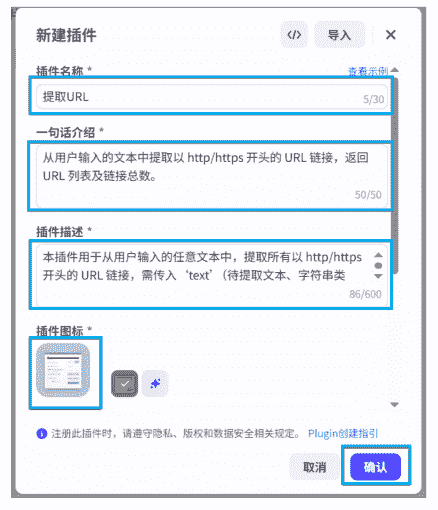 新建插件
</>
导入
插件名称 *
查看示例
提取URL
5/30
一句话介绍 *
从用户输入的文本中提取以 http/https 开头的 URL 链接，返回
URL 列表及链接总数。
50/50
插件描述 *
本插件用于从用户输入的任意文本中，提取所有以 http/https
开头的 URL 链接，需传入‘text’（待提取文本、字符串类
86/600
插件图标 *
注册此插件时，请遵守隐私、版权和数据安全相关规定。 Plugin创建指引
取消
确认